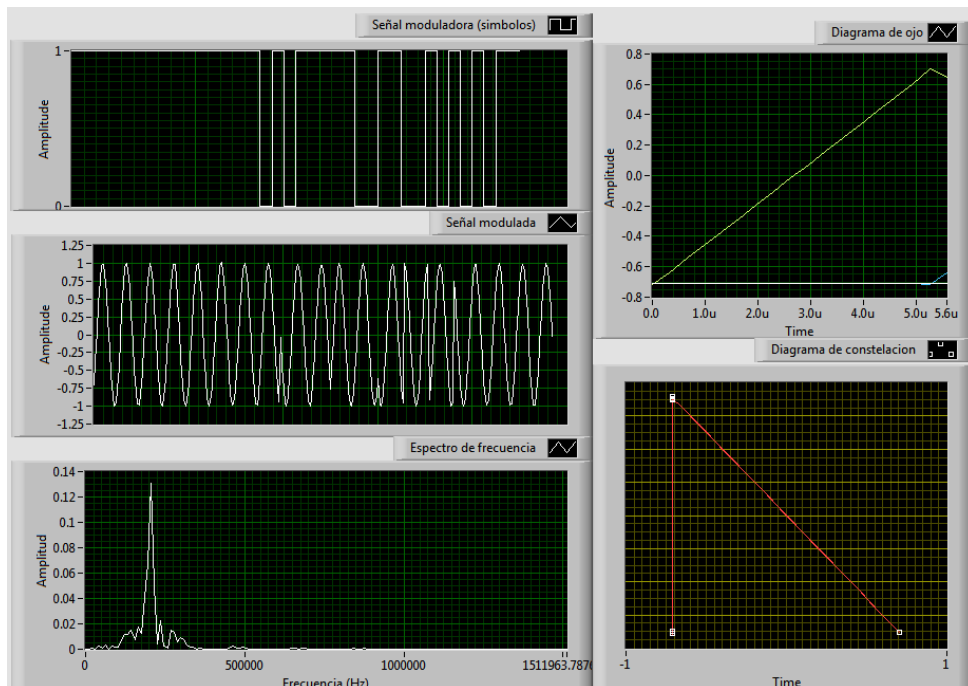 Señal moduladora (simbolos)
1
Amplitude
0
Señal modulada
1.25
1
0.75
0.5
0.25
0
-0.25
-0.5
-0.75
-1
-1.25
Amplitude
Espectro de frecuencia
0.14
0.12
0.1
0.08
0.06
0.04
0.02
0
Amplitud
0 500000 1000000 1511963.7876
Frecuencia (Hz)
Diagrama de ojo
0.8
0.6
0.4
0.2
0.0
-0.2
-0.4
-0.6
-0.8
Amplitude
0.0 1.0u 2.0u 3.0u 4.0u 5.0u 5.6u
Time
Diagrama de constelacion
-1 1
Time